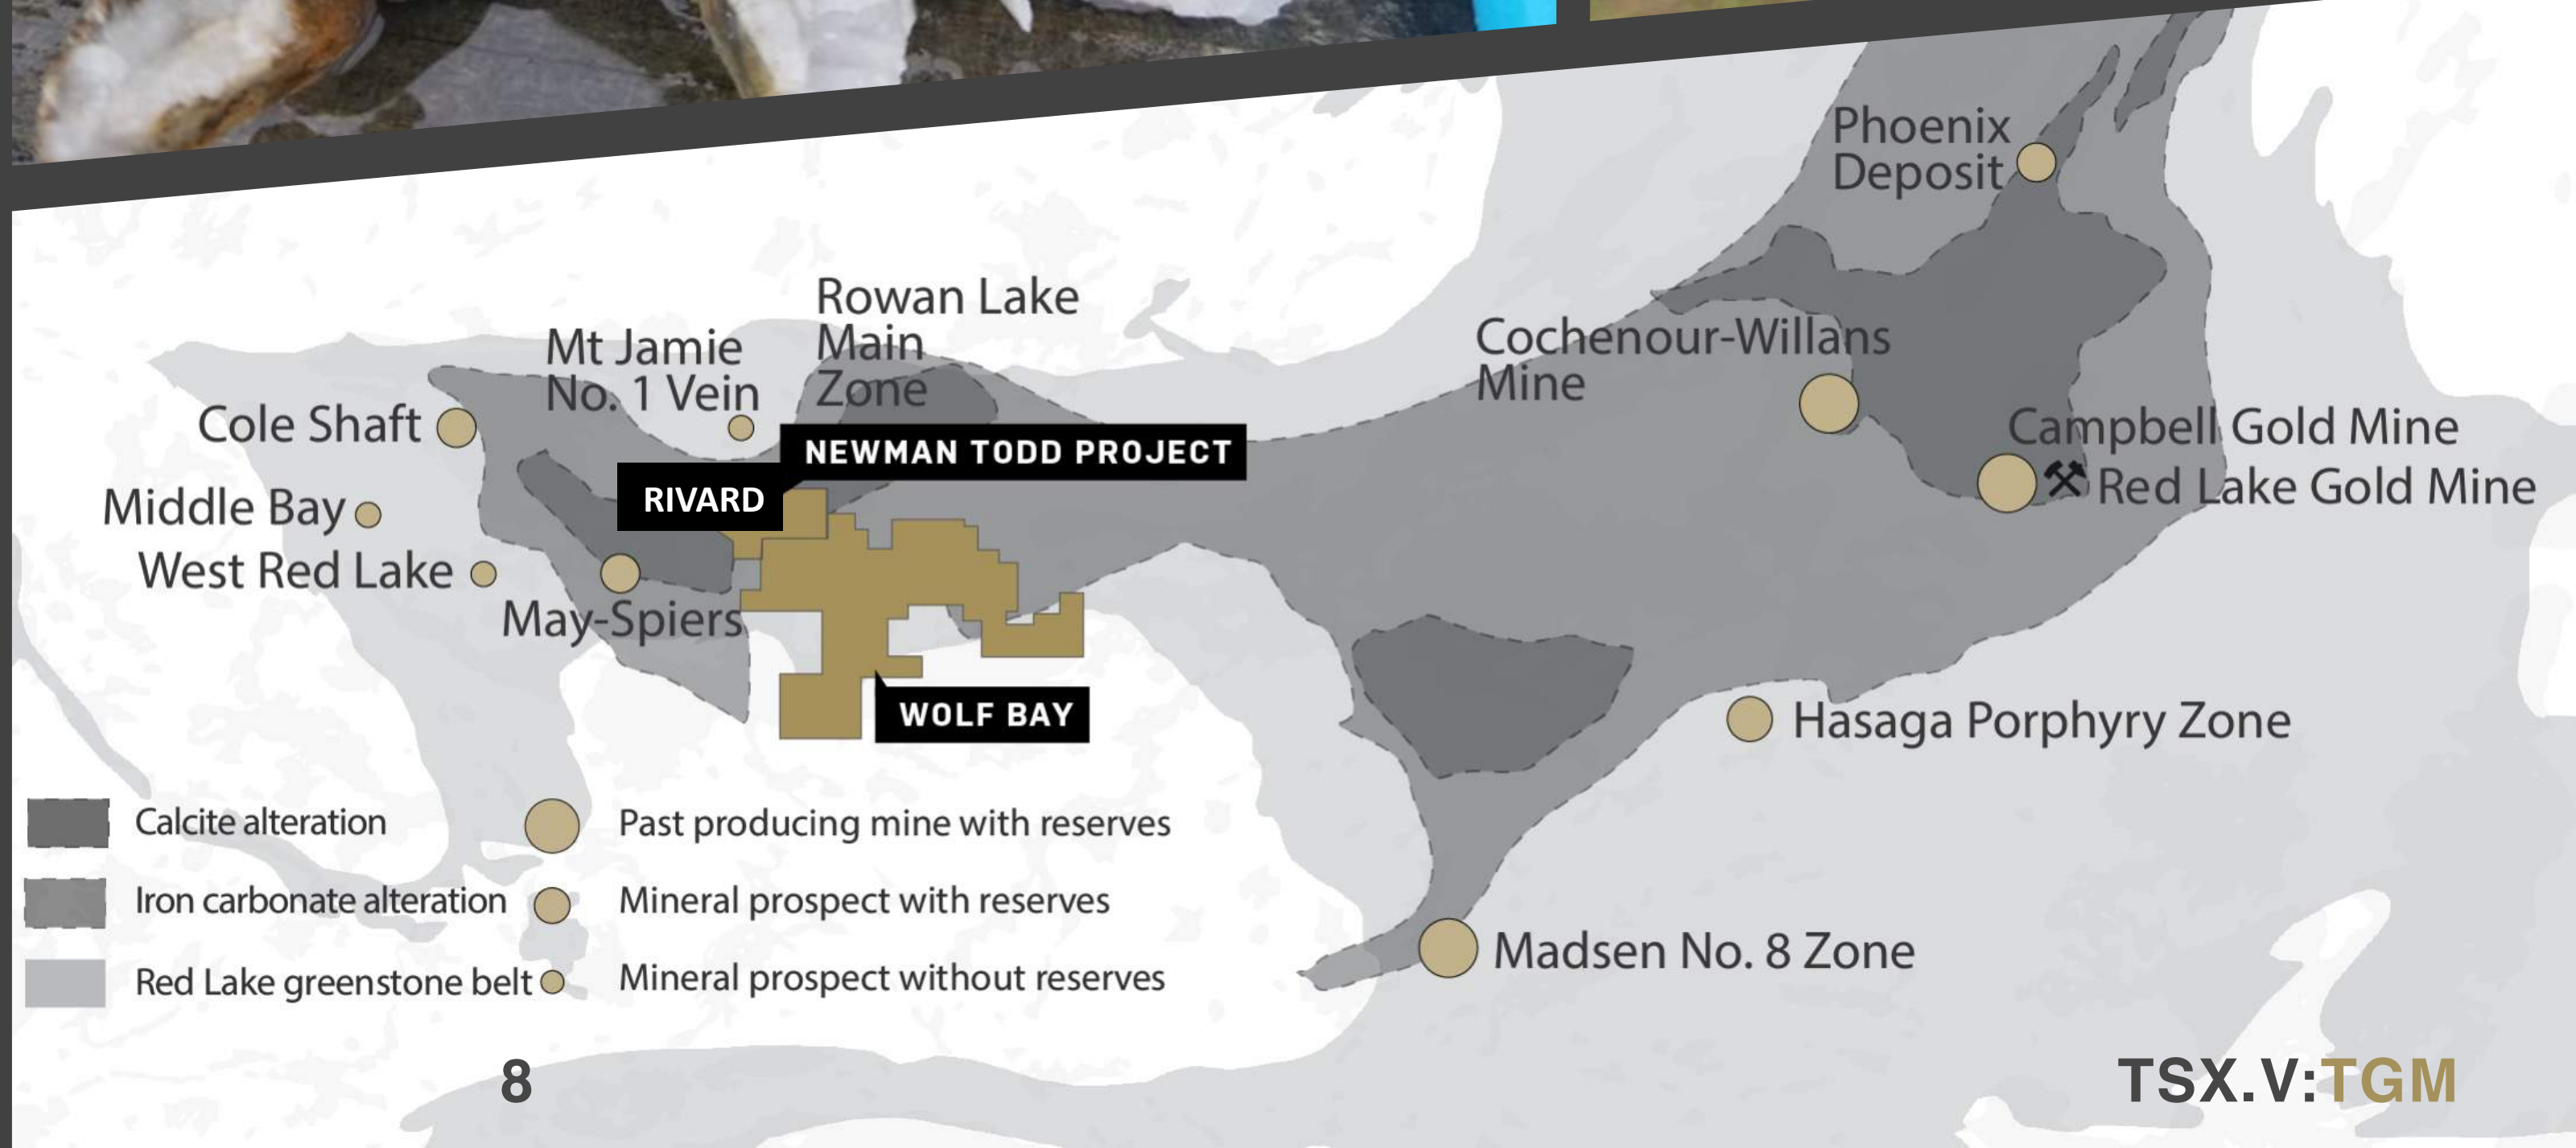 Phoenix
Deposit
Rowan Lake
Main
Zone
Mt Jamie
No. 1 Vein
Cochenour-Willans
Mine
Cole Shaft
Campbell Gold Mine
NEWMAN TODD PROJECT
RIVARD
Red Lake Gold Mine
Middle Bay
West Red Lake
May-Spiers
WOLF BAY
Hasaga Porphyry Zone
Calcite alteration
Past producing mine with reserves
Iron carbonate alteration
Mineral prospect with reserves
Red Lake greenstone belt
Mineral prospect without reserves
Madsen No. 8 Zone
8
TSX.V:TGM